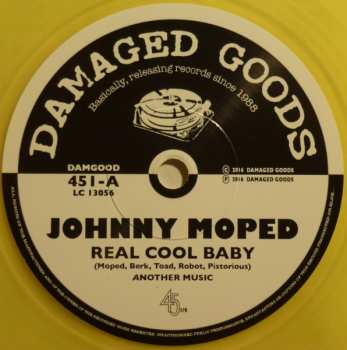 DAMAGED GOODS
Basically, releasing records since 1988
DAMGOOD
451-A
LC 13056
© 2016 DAMAGED GOODS
℗ 2016 DAMAGED GOODS
JOHNNY MOPED
REAL COOL BABY
(Moped, Berk, Toad, Robot, Pistorious)
ANOTHER MUSIC
45